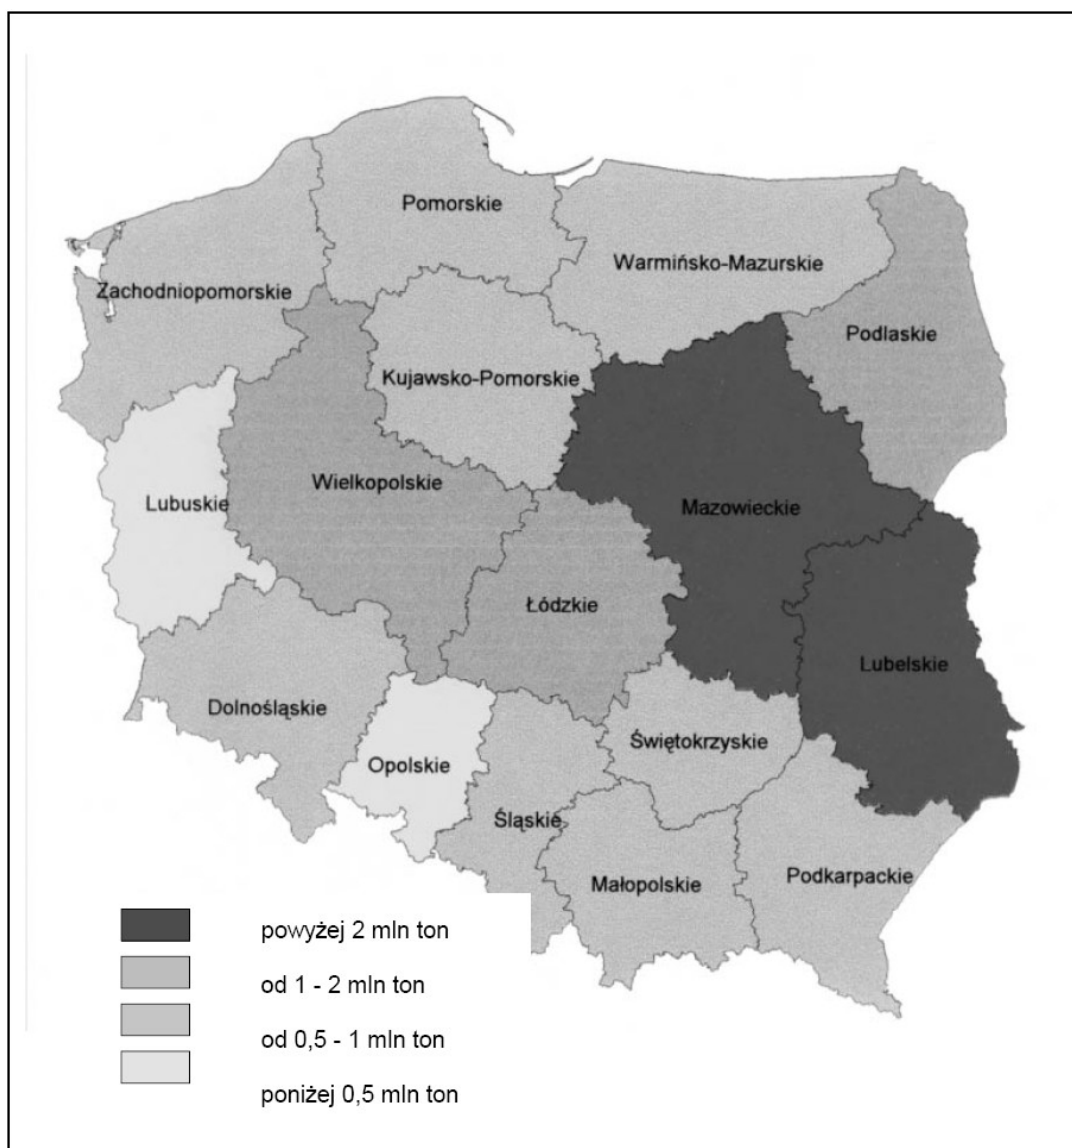 Pomorskie
Warmińsko-Mazurskie
Zachodniopomorskie
Podlaskie
Kujawsko-Pomorskie
Wielkopolskie
Lubuskie
Mazowieckie
Łódzkie
Lubelskie
Dolnośląskie
Świętokrzyskie
Opolskie
Śląskie
Podkarpackie
Małopolskie
powyżej 2 mln ton
od 1 - 2 mln ton
od 0,5 - 1 mln ton
poniżej 0,5 mln ton